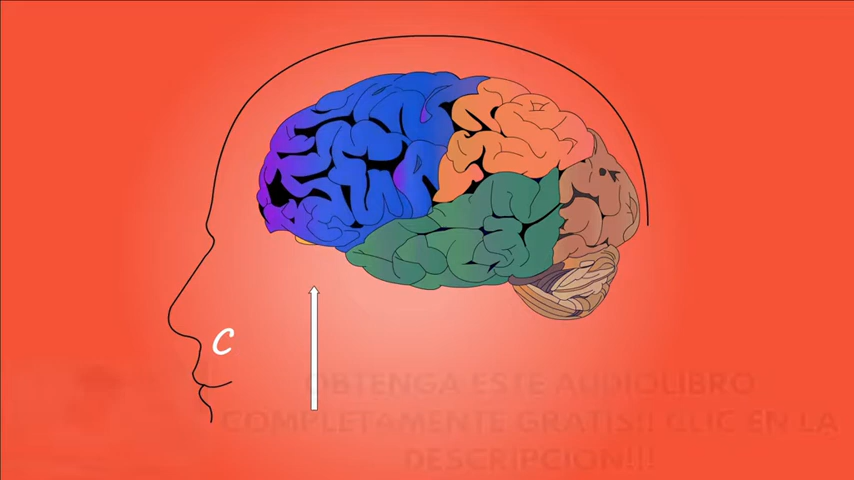 C
OBTENGA ESTE AUDIOLIBRO
COMPLETAMENTE GRATIS!! CLIC EN LA
DESCRIPCION!!!